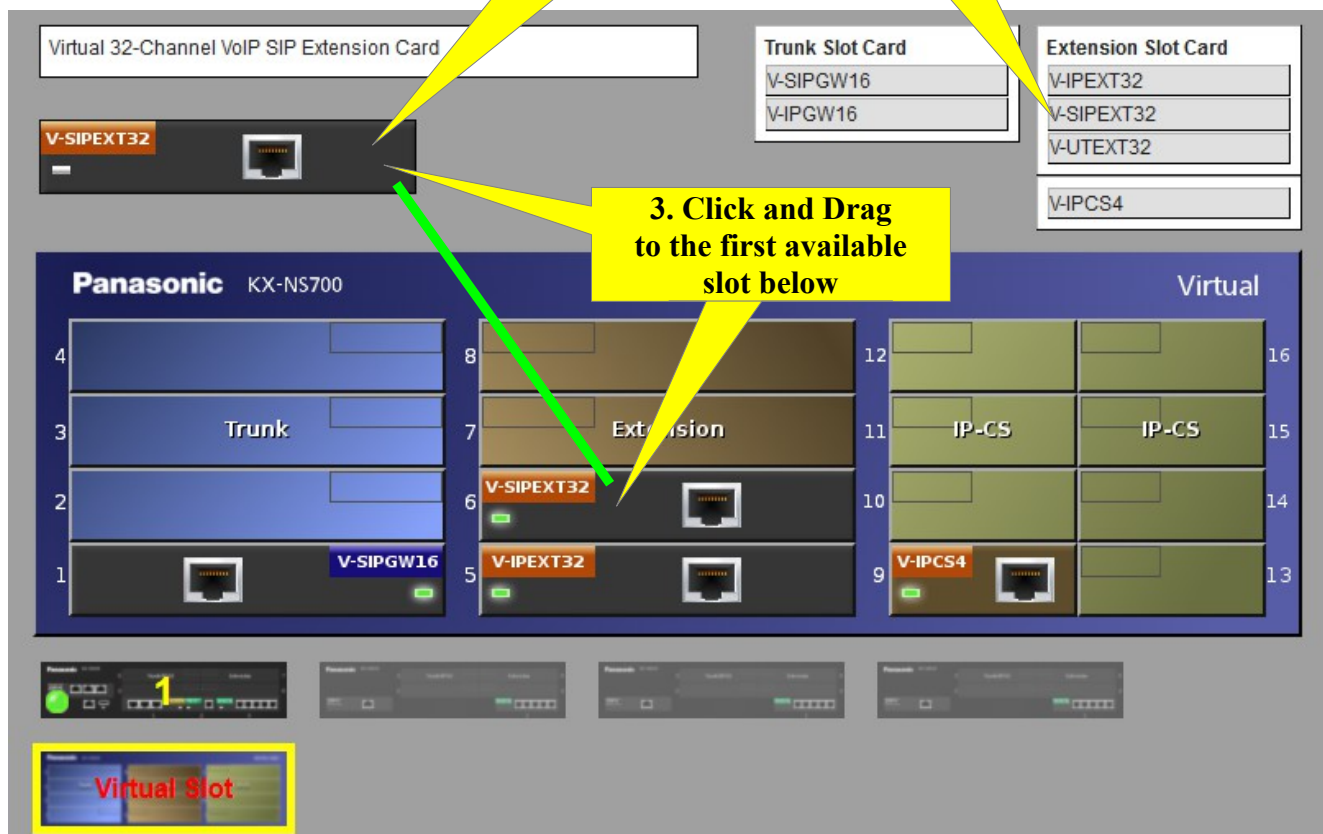 Virtual 32-Channel VoIP SIP Extension Card
Trunk Slot Card
V-SIPGW16
V-IPGW16
Extension Slot Card
V-IPEXT32
V-SIPEXT32
V-UTEXT32
V-IPCS4
V-SIPEXT32
3. Click and Drag
to the first available
slot below
Panasonic KX-NS700
Virtual
4
8
12
16
3
Trunk
7
Extension
11
IP-CS
IP-CS
15
2
6
V-SIPEXT32
10
14
1
V-SIPGW16
5
V-IPEXT32
9
V-IPCS4
13
1
Virtual Slot